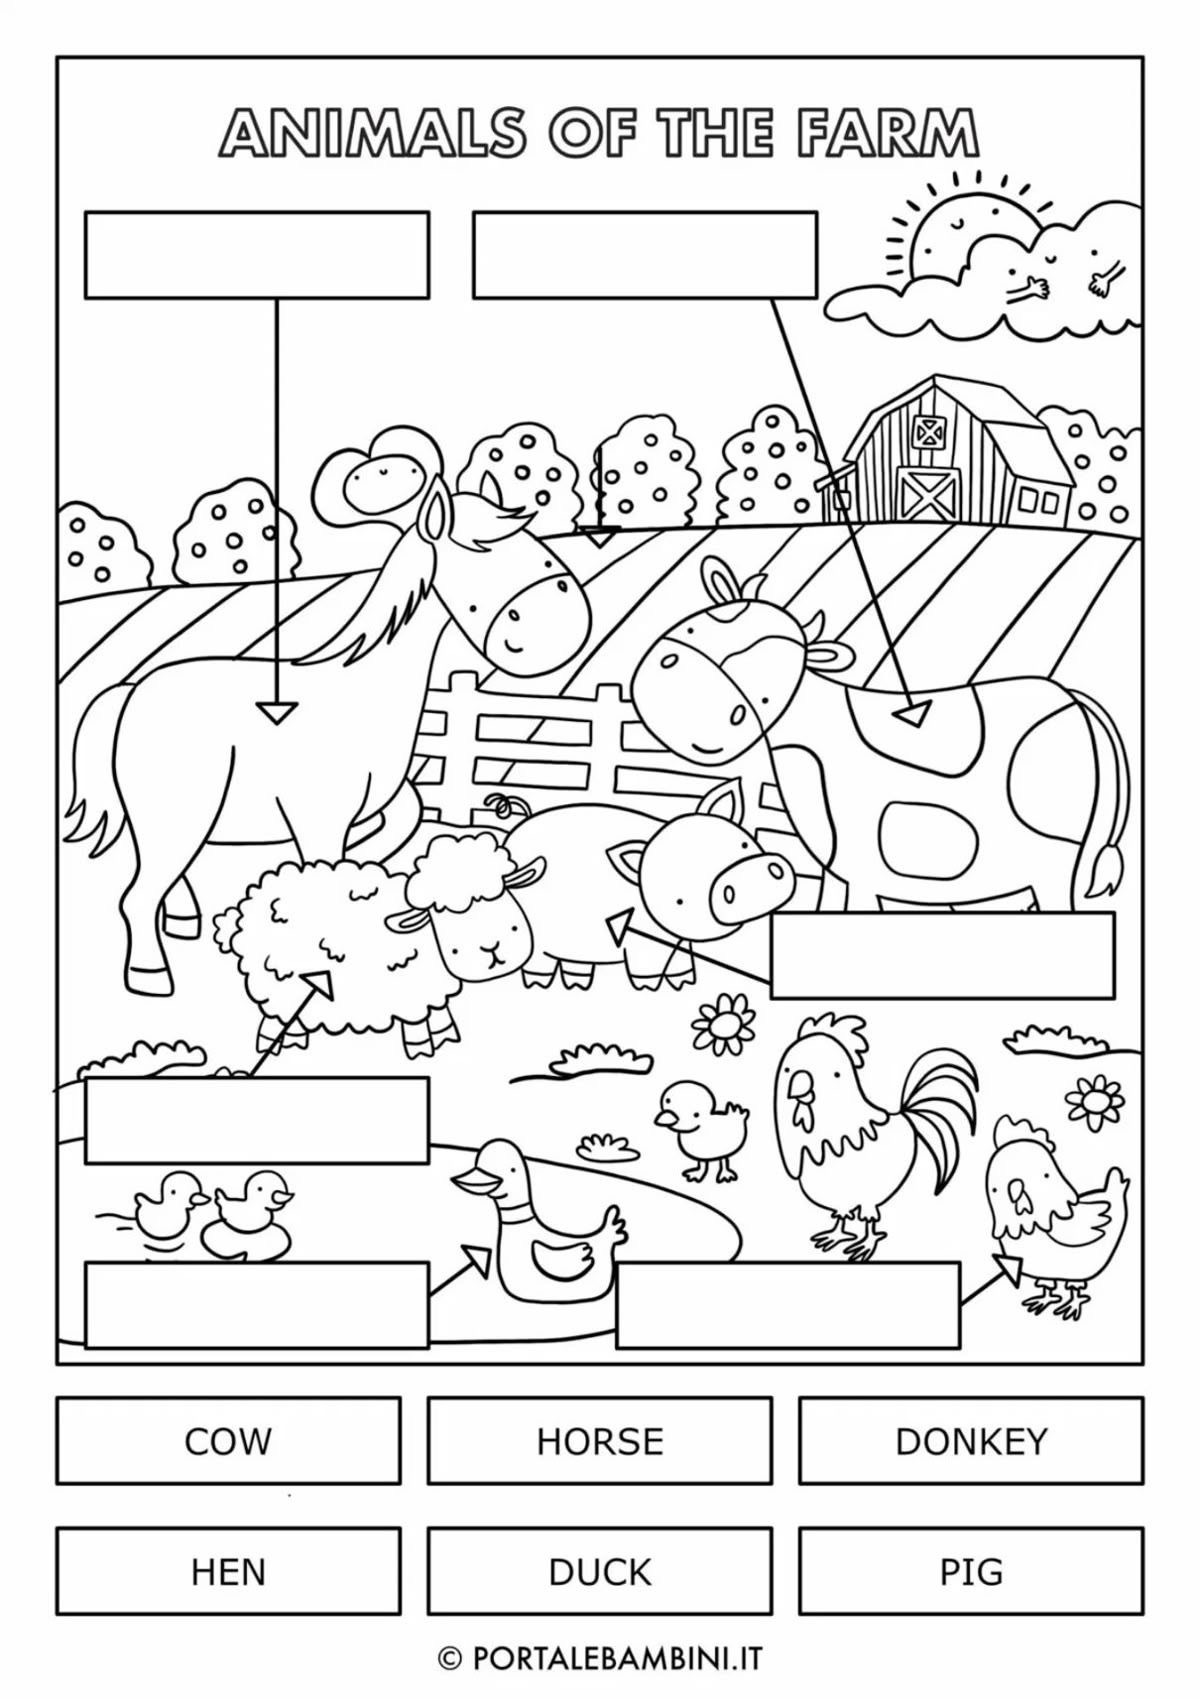 ANIMALS OF THE FARM
COW
HORSE
DONKEY
HEN
DUCK
PIG
© PORTALEBAMBINI.IT